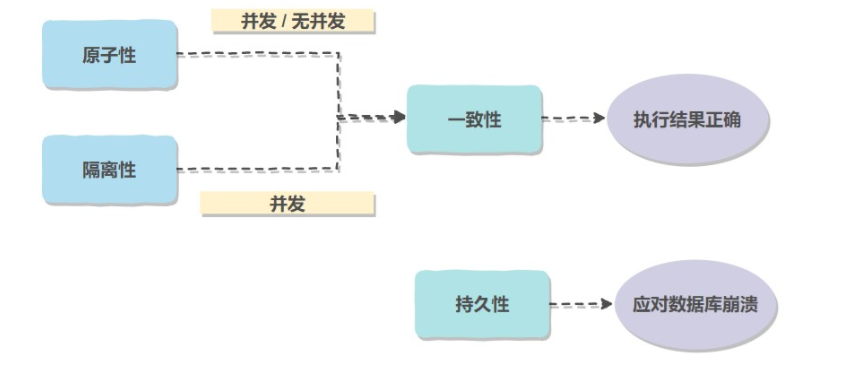 并发 / 无并发
原子性
一致性
执行结果正确
隔离性
并发
持久性
应对数据库崩溃